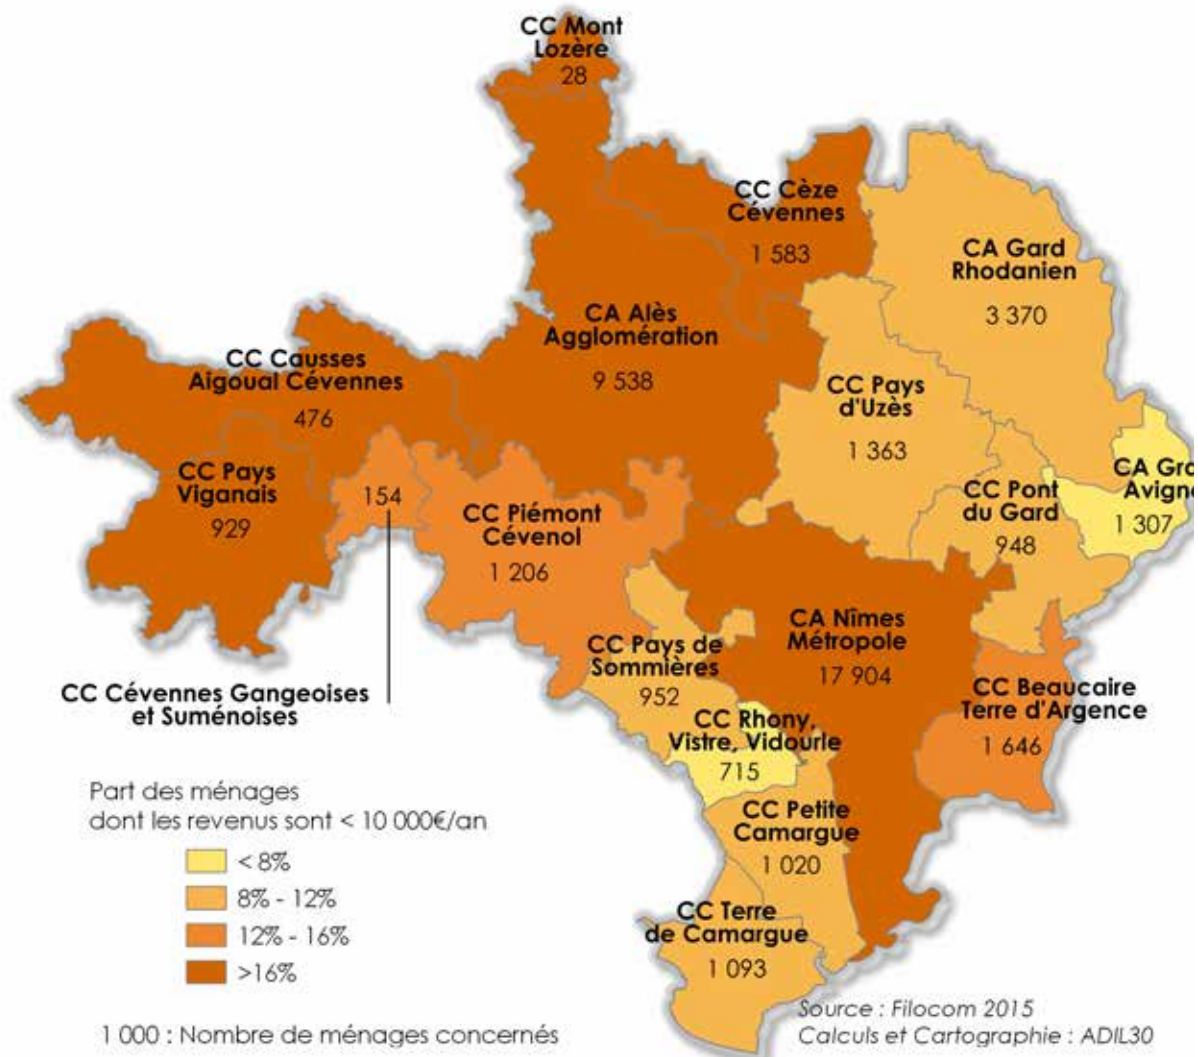 CC Mont
Lozère
28
CC Cèze
Cévennes
1 583
CA Gard
Rhodanien
3 370
CA Alès
Agglomération
9 538
CC Causses
Aigoual Cévennes
476
CC Pays
d'Uzès
1 363
CC Pays
Viganais
929
154
CC Piémont
Cévenol
1 206
CC Pont
du Gard
948
CA Gra
Avigne
1 307
CA Nîmes
Métropole
17 904
CC Pays de
Sommières
952
CC Cévennes Gangeoises
et Suménoises
CC Beaucaire
Terre d'Argence
1 646
CC Rhony,
Vistre, Vidourle
715
CC Petite
Camargue
1 020
CC Terre
de Camargue
1 093
Part des ménages
dont les revenus sont < 10 000€/an
< 8%
8% - 12%
12% - 16%
>16%
1 000 : Nombre de ménages concernés
Source : Filocom 2015
Calculs et Cartographie : ADIL30